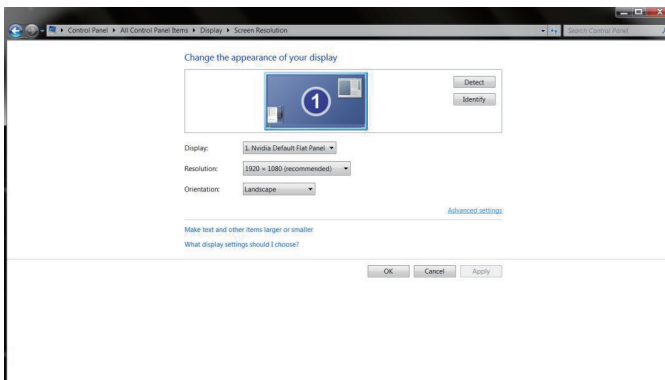 Control Panel ▸ All Control Panel Items ▸ Display ▸ Screen Resolution
Search Control Panel
Change the appearance of your display
1
Detect
Identify
Display: 1. Nvidia Default Flat Panel
Resolution: 1920 × 1080 (recommended)
Orientation: Landscape
Advanced settings
Make text and other items larger or smaller
What display settings should I choose?
OK Cancel Apply